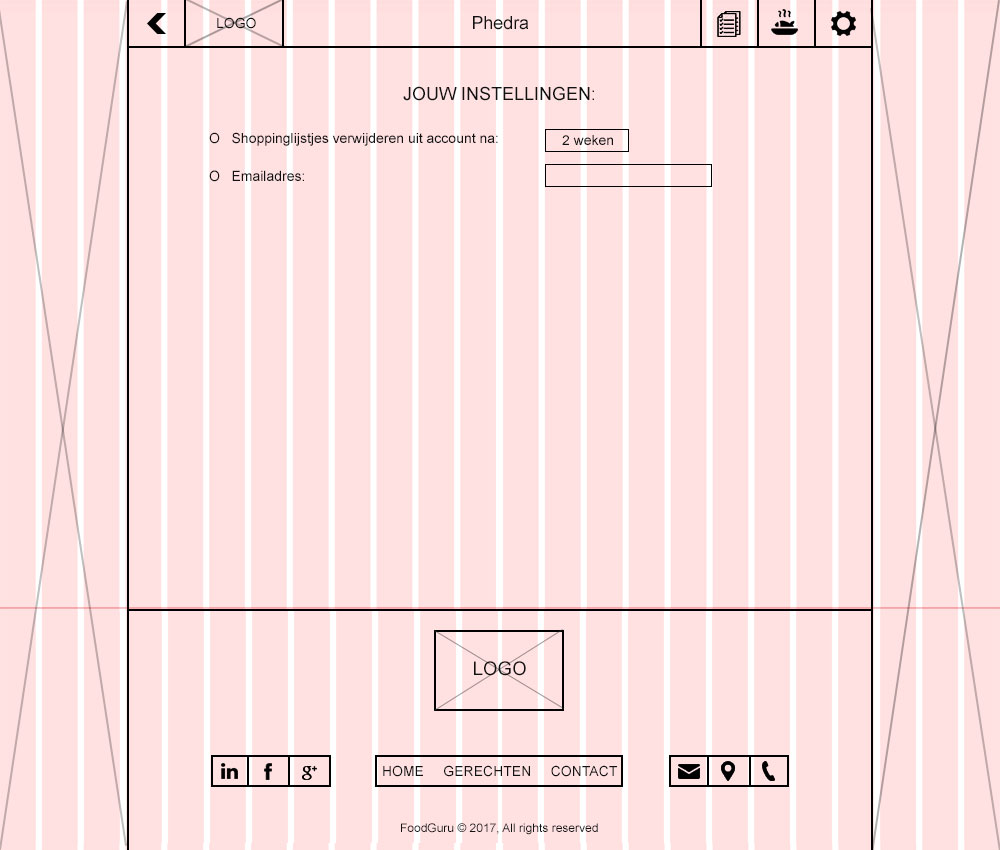 LOGO
Phedra
JOUW INSTELLINGEN:
O Shoppinglijstjes verwijderen uit account na: 2 weken
O Emailadres:
LOGO
in f g+ HOME GERECHTEN CONTACT
FoodGuru © 2017, All rights reserved